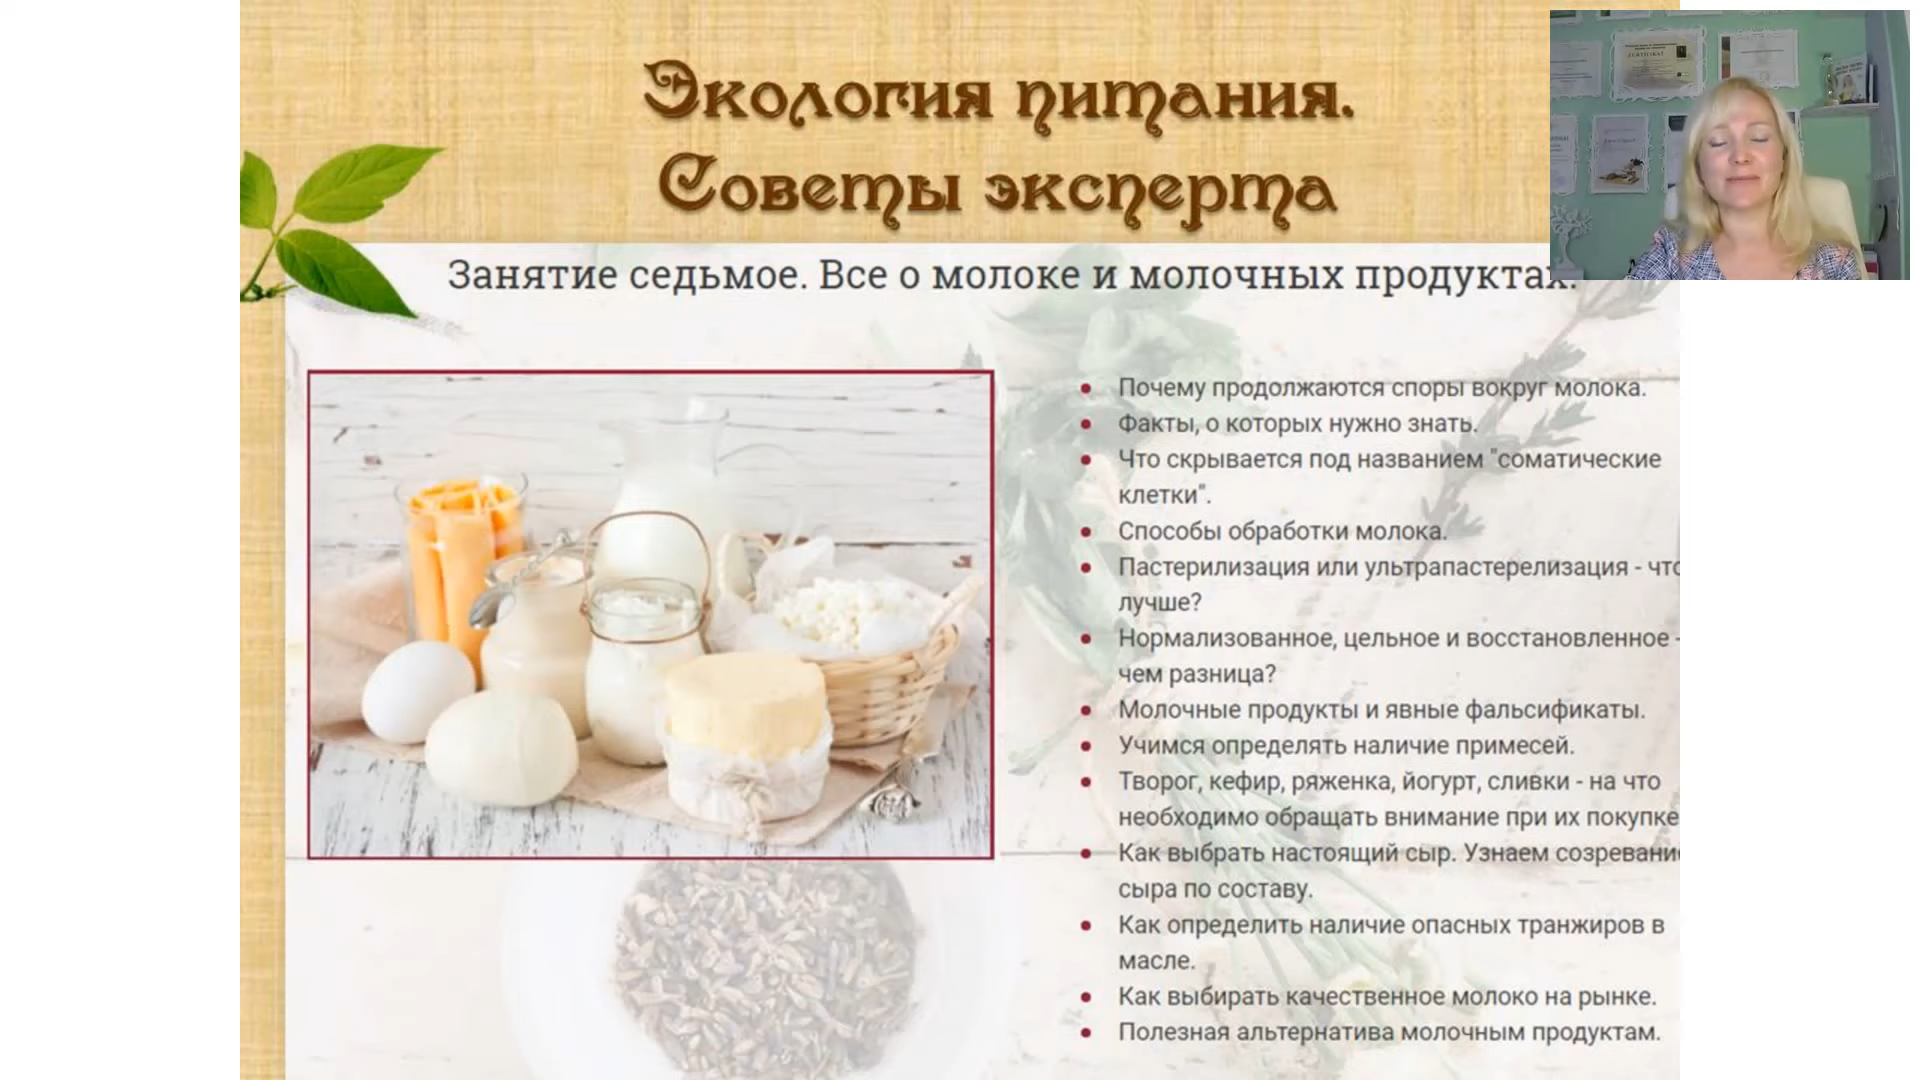 Экология питания.
Советы эксперта
Занятие седьмое. Все о молоке и молочных продуктах.
Почему продолжаются споры вокруг молока.
Факты, о которых нужно знать.
Что скрывается под названием "соматические
клетки".
Способы обработки молока.
Пастерилизация или ультрапастерелизация - что
лучше?
Нормализованное, цельное и восстановленное -
чем разница?
Молочные продукты и явные фальсификаты.
Учимся определять наличие примесей.
Творог, кефир, ряженка, йогурт, сливки - на что
необходимо обращать внимание при их покупке
Как выбрать настоящий сыр. Узнаем созревани
сыра по составу.
Как определить наличие опасных транжиров в
масле.
Как выбирать качественное молоко на рынке.
Полезная альтернатива молочным продуктам.